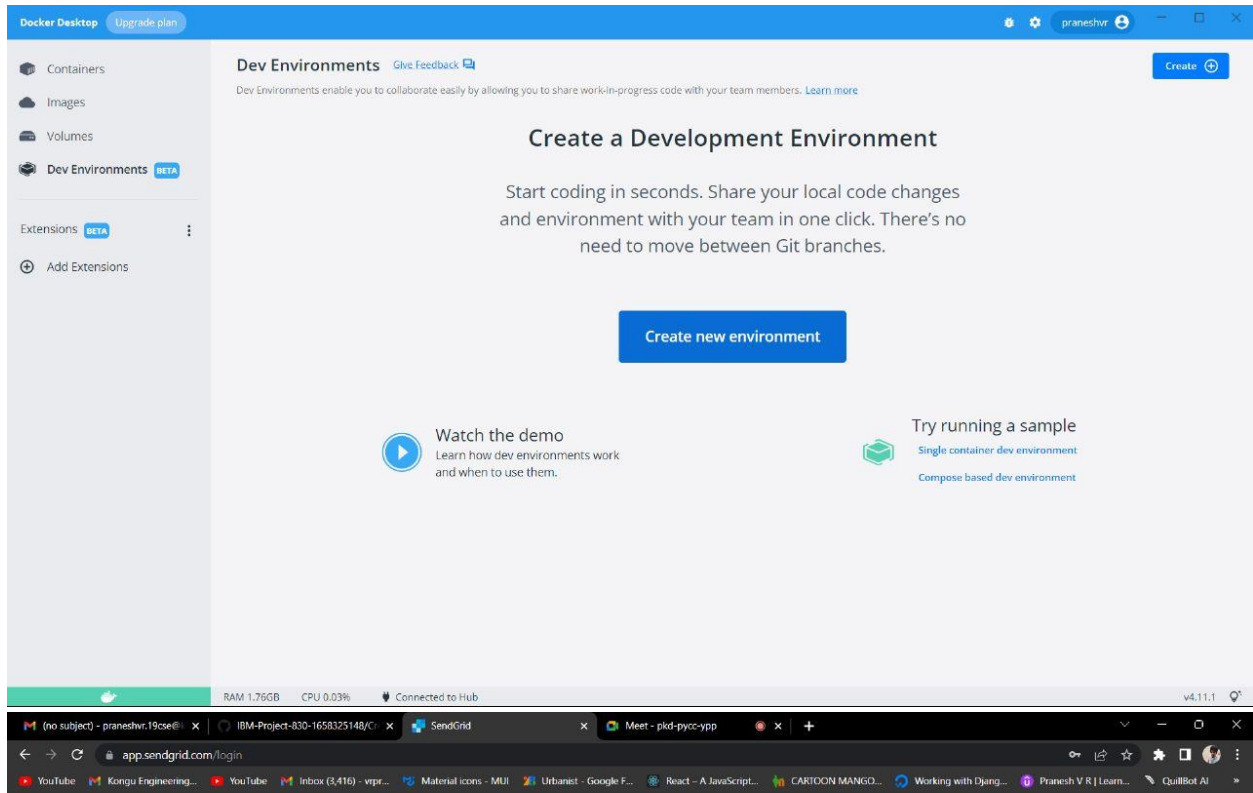 Docker Desktop Upgrade plan praneshvr
Containers
Images
Volumes
Dev Environments BETA
Extensions BETA
Add Extensions
Dev Environments Give Feedback
Create
Dev Environments enable you to collaborate easily by allowing you to share work-in-progress code with your team members. Learn more
Create a Development Environment
Start coding in seconds. Share your local code changes
and environment with your team in one click. There's no
need to move between Git branches.
Create new environment
Watch the demo
Learn how dev environments work
and when to use them.
Try running a sample
Single container dev environment
Compose based dev environment
RAM 1.76GB CPU 0.03% Connected to Hub v4.11.1
(no subject) - praneshvr.19cse@ IBM-Project-830-1658325148/Cr SendGrid Meet - pkd-pycc-ypp
app.sendgrid.com/login
YouTube Kongu Engineering... YouTube Inbox (3,416) - vrpr... Material icons - MUI Urbanist - Google F... React – A JavaScript... CARTOON MANGO... Working with Djang... Pranesh V R | Learn... QuillBot AI »